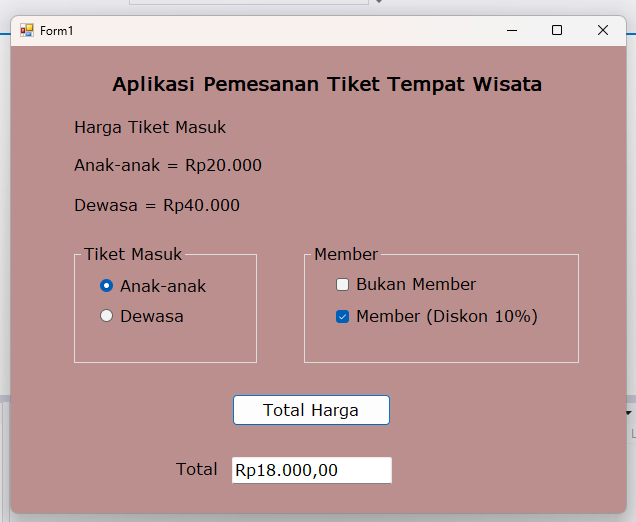 Form1
Aplikasi Pemesanan Tiket Tempat Wisata
Harga Tiket Masuk
Anak-anak = Rp20.000
Dewasa = Rp40.000
Tiket Masuk
Anak-anak
Dewasa
Member
Bukan Member
Member (Diskon 10%)
Total Harga
Total Rp18.000,00